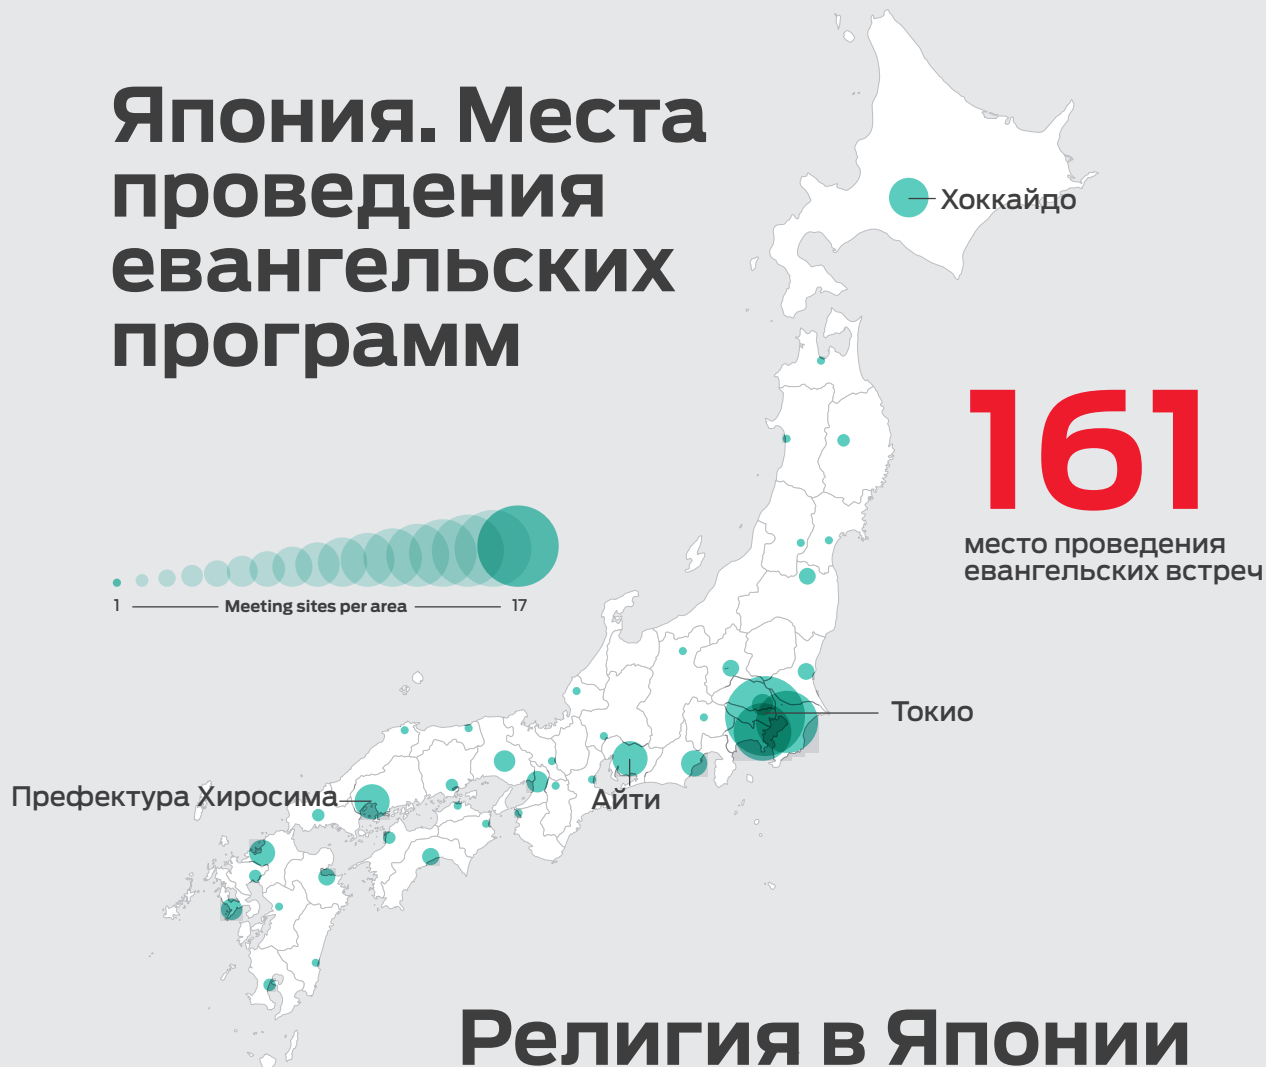 Япония. Места
проведения
евангельских
программ
Хоккайдо
161
место проведения
евангельских встреч
1
Meeting sites per area
17
Токио
Префектура Хиросима
Айти
Религия в Японии